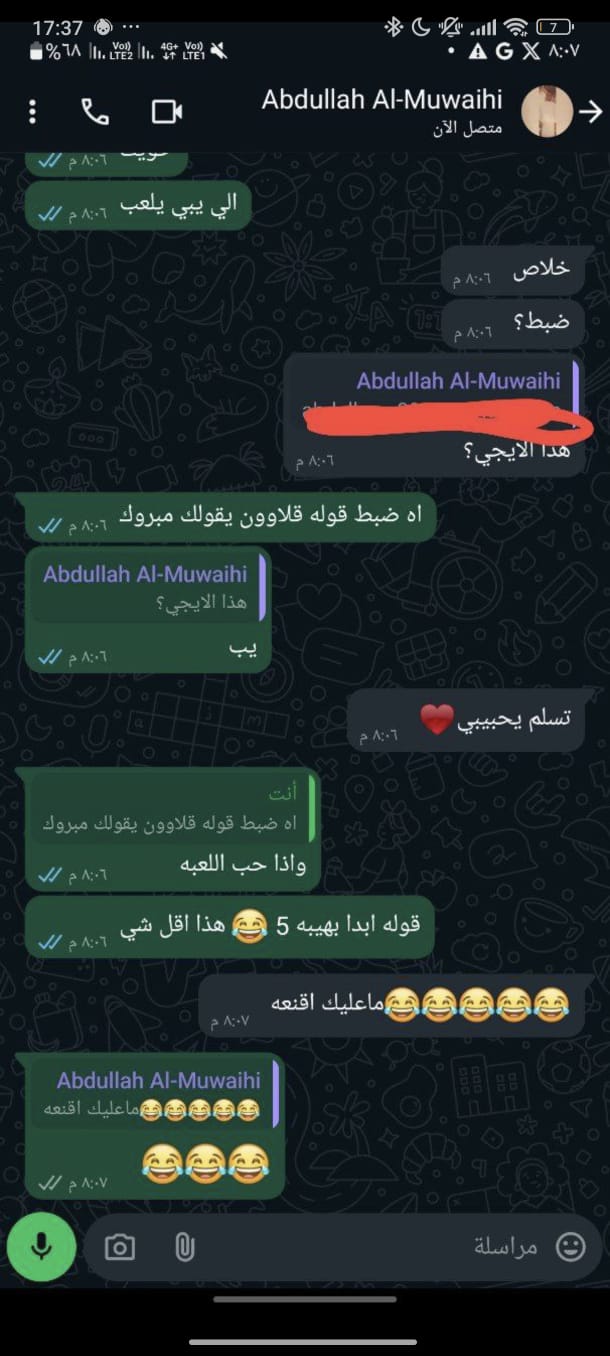 17:37
7
٨:٠٧
%٦٨ Vo)) LTE2 4G+ Vo)) LTE1
Abdullah Al-Muwaihi
متصل الآن
٨:٠٦ م
الي يبي يلعب
٨:٠٦ م
خلاص
٨:٠٦ م
ضبط؟
٨:٠٦ م
Abdullah Al-Muwaihi
هذا الايجي؟
٨:٠٦ م
اه ضبط قوله قلاوون يقولك مبروك
٨:٠٦ م
Abdullah Al-Muwaihi
هذا الايجي؟
يب
٨:٠٦ م
تسلم يحبيبي❤️
٨:٠٦ م
أنت
اه ضبط قوله قلاوون يقولك مبروك
واذا حب اللعبه
٨:٠٦ م
قوله ابدا بهيبه 5 😂 هذا اقل شي
٨:٠٦ م
😂😂😂😂😂ماعليك اقنعه
٨:٠٧ م
Abdullah Al-Muwaihi
😂😂😂😂😂ماعليك اقنعه
😂😂😂
٨:٠٧ م
مراسلة